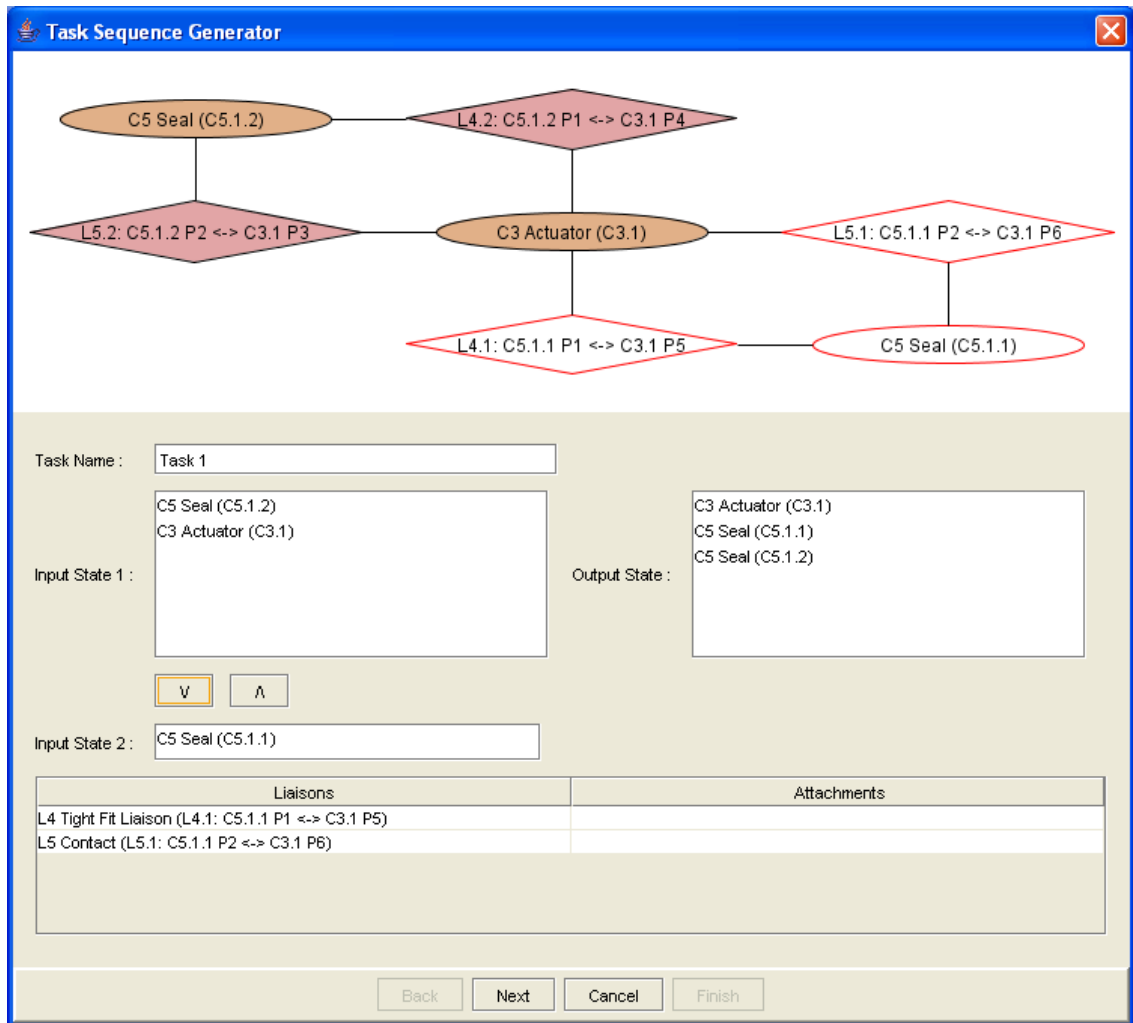 Task Sequence Generator
C5 Seal (C5.1.2)
L4.2: C5.1.2 P1 <-> C3.1 P4
L5.2: C5.1.2 P2 <-> C3.1 P3
C3 Actuator (C3.1)
L5.1: C5.1.1 P2 <-> C3.1 P6
L4.1: C5.1.1 P1 <-> C3.1 P5
C5 Seal (C5.1.1)
Task Name :
Task 1
Input State 1 :
C5 Seal (C5.1.2)
C3 Actuator (C3.1)
Output State :
C3 Actuator (C3.1)
C5 Seal (C5.1.1)
C5 Seal (C5.1.2)
V
Λ
Input State 2 :
C5 Seal (C5.1.1)
Liaisons
Attachments
L4 Tight Fit Liaison (L4.1: C5.1.1 P1 <-> C3.1 P5)
L5 Contact (L5.1: C5.1.1 P2 <-> C3.1 P6)
Back
Next
Cancel
Finish